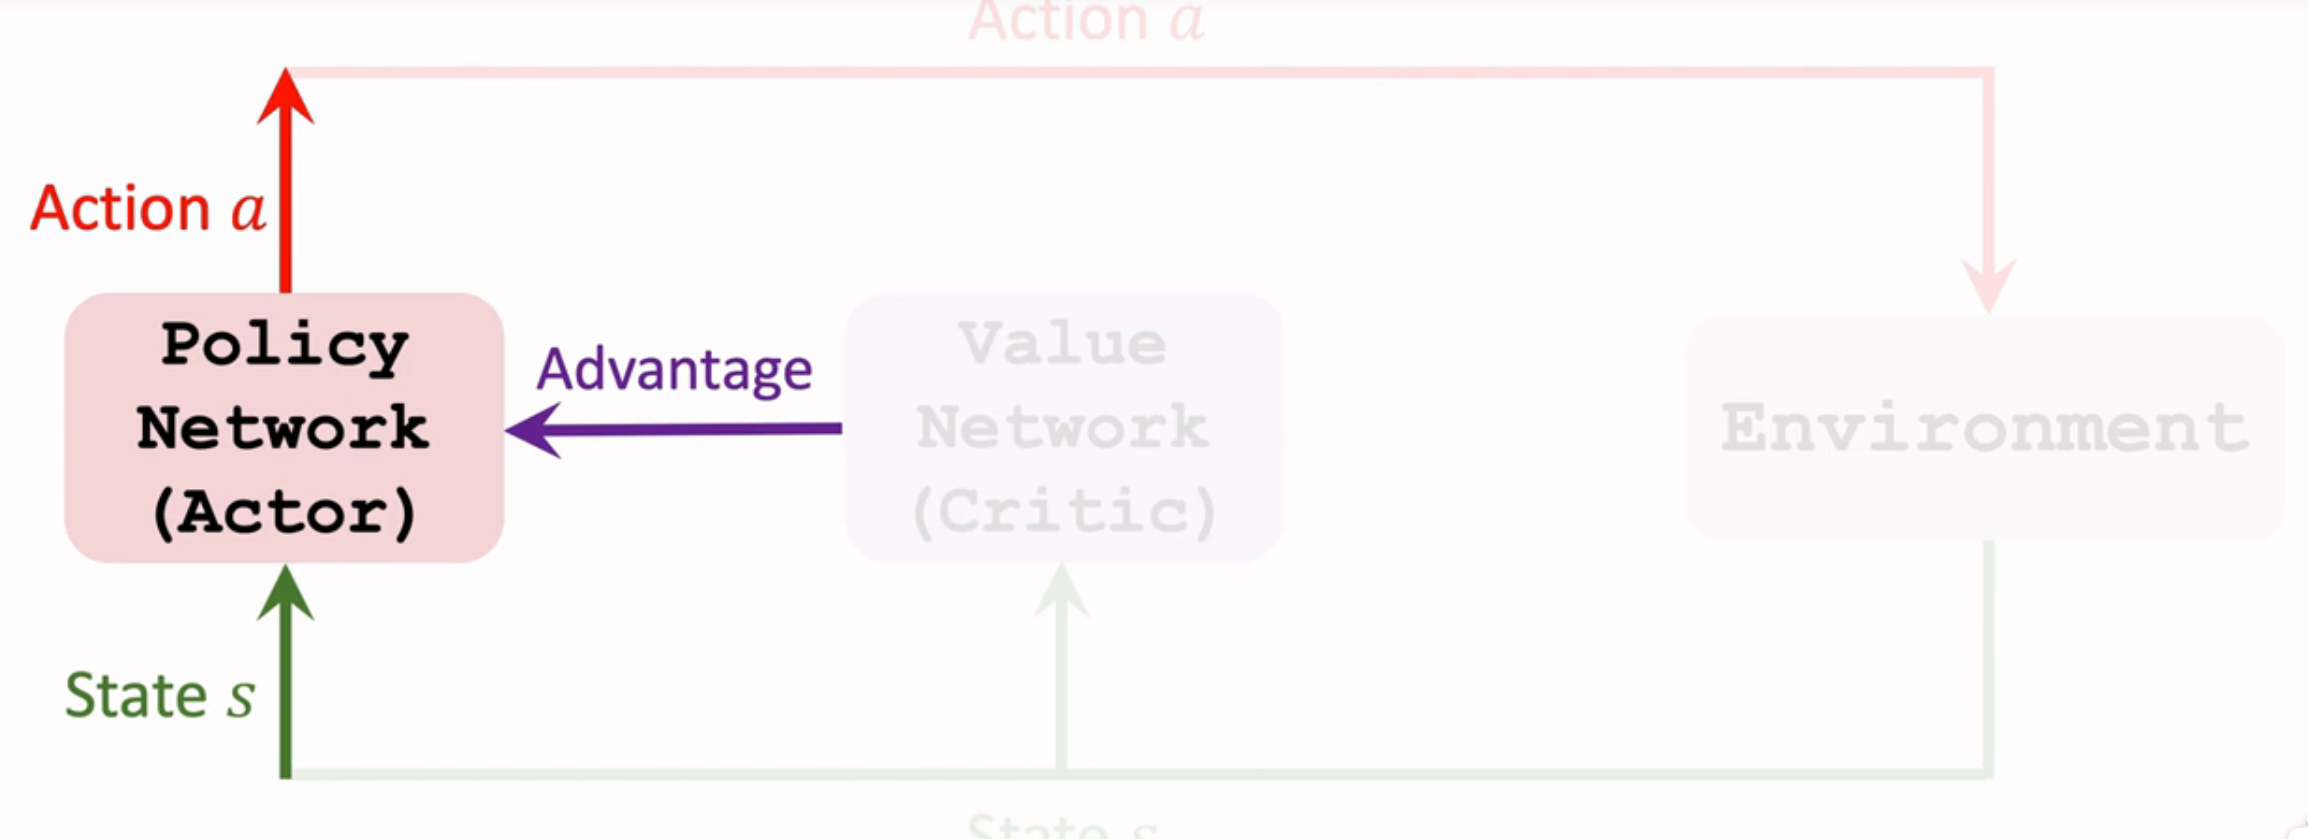 Action a
Action a
Policy
Network
(Actor)
Advantage
Value
Network
(Critic)
Environment
State s
State s